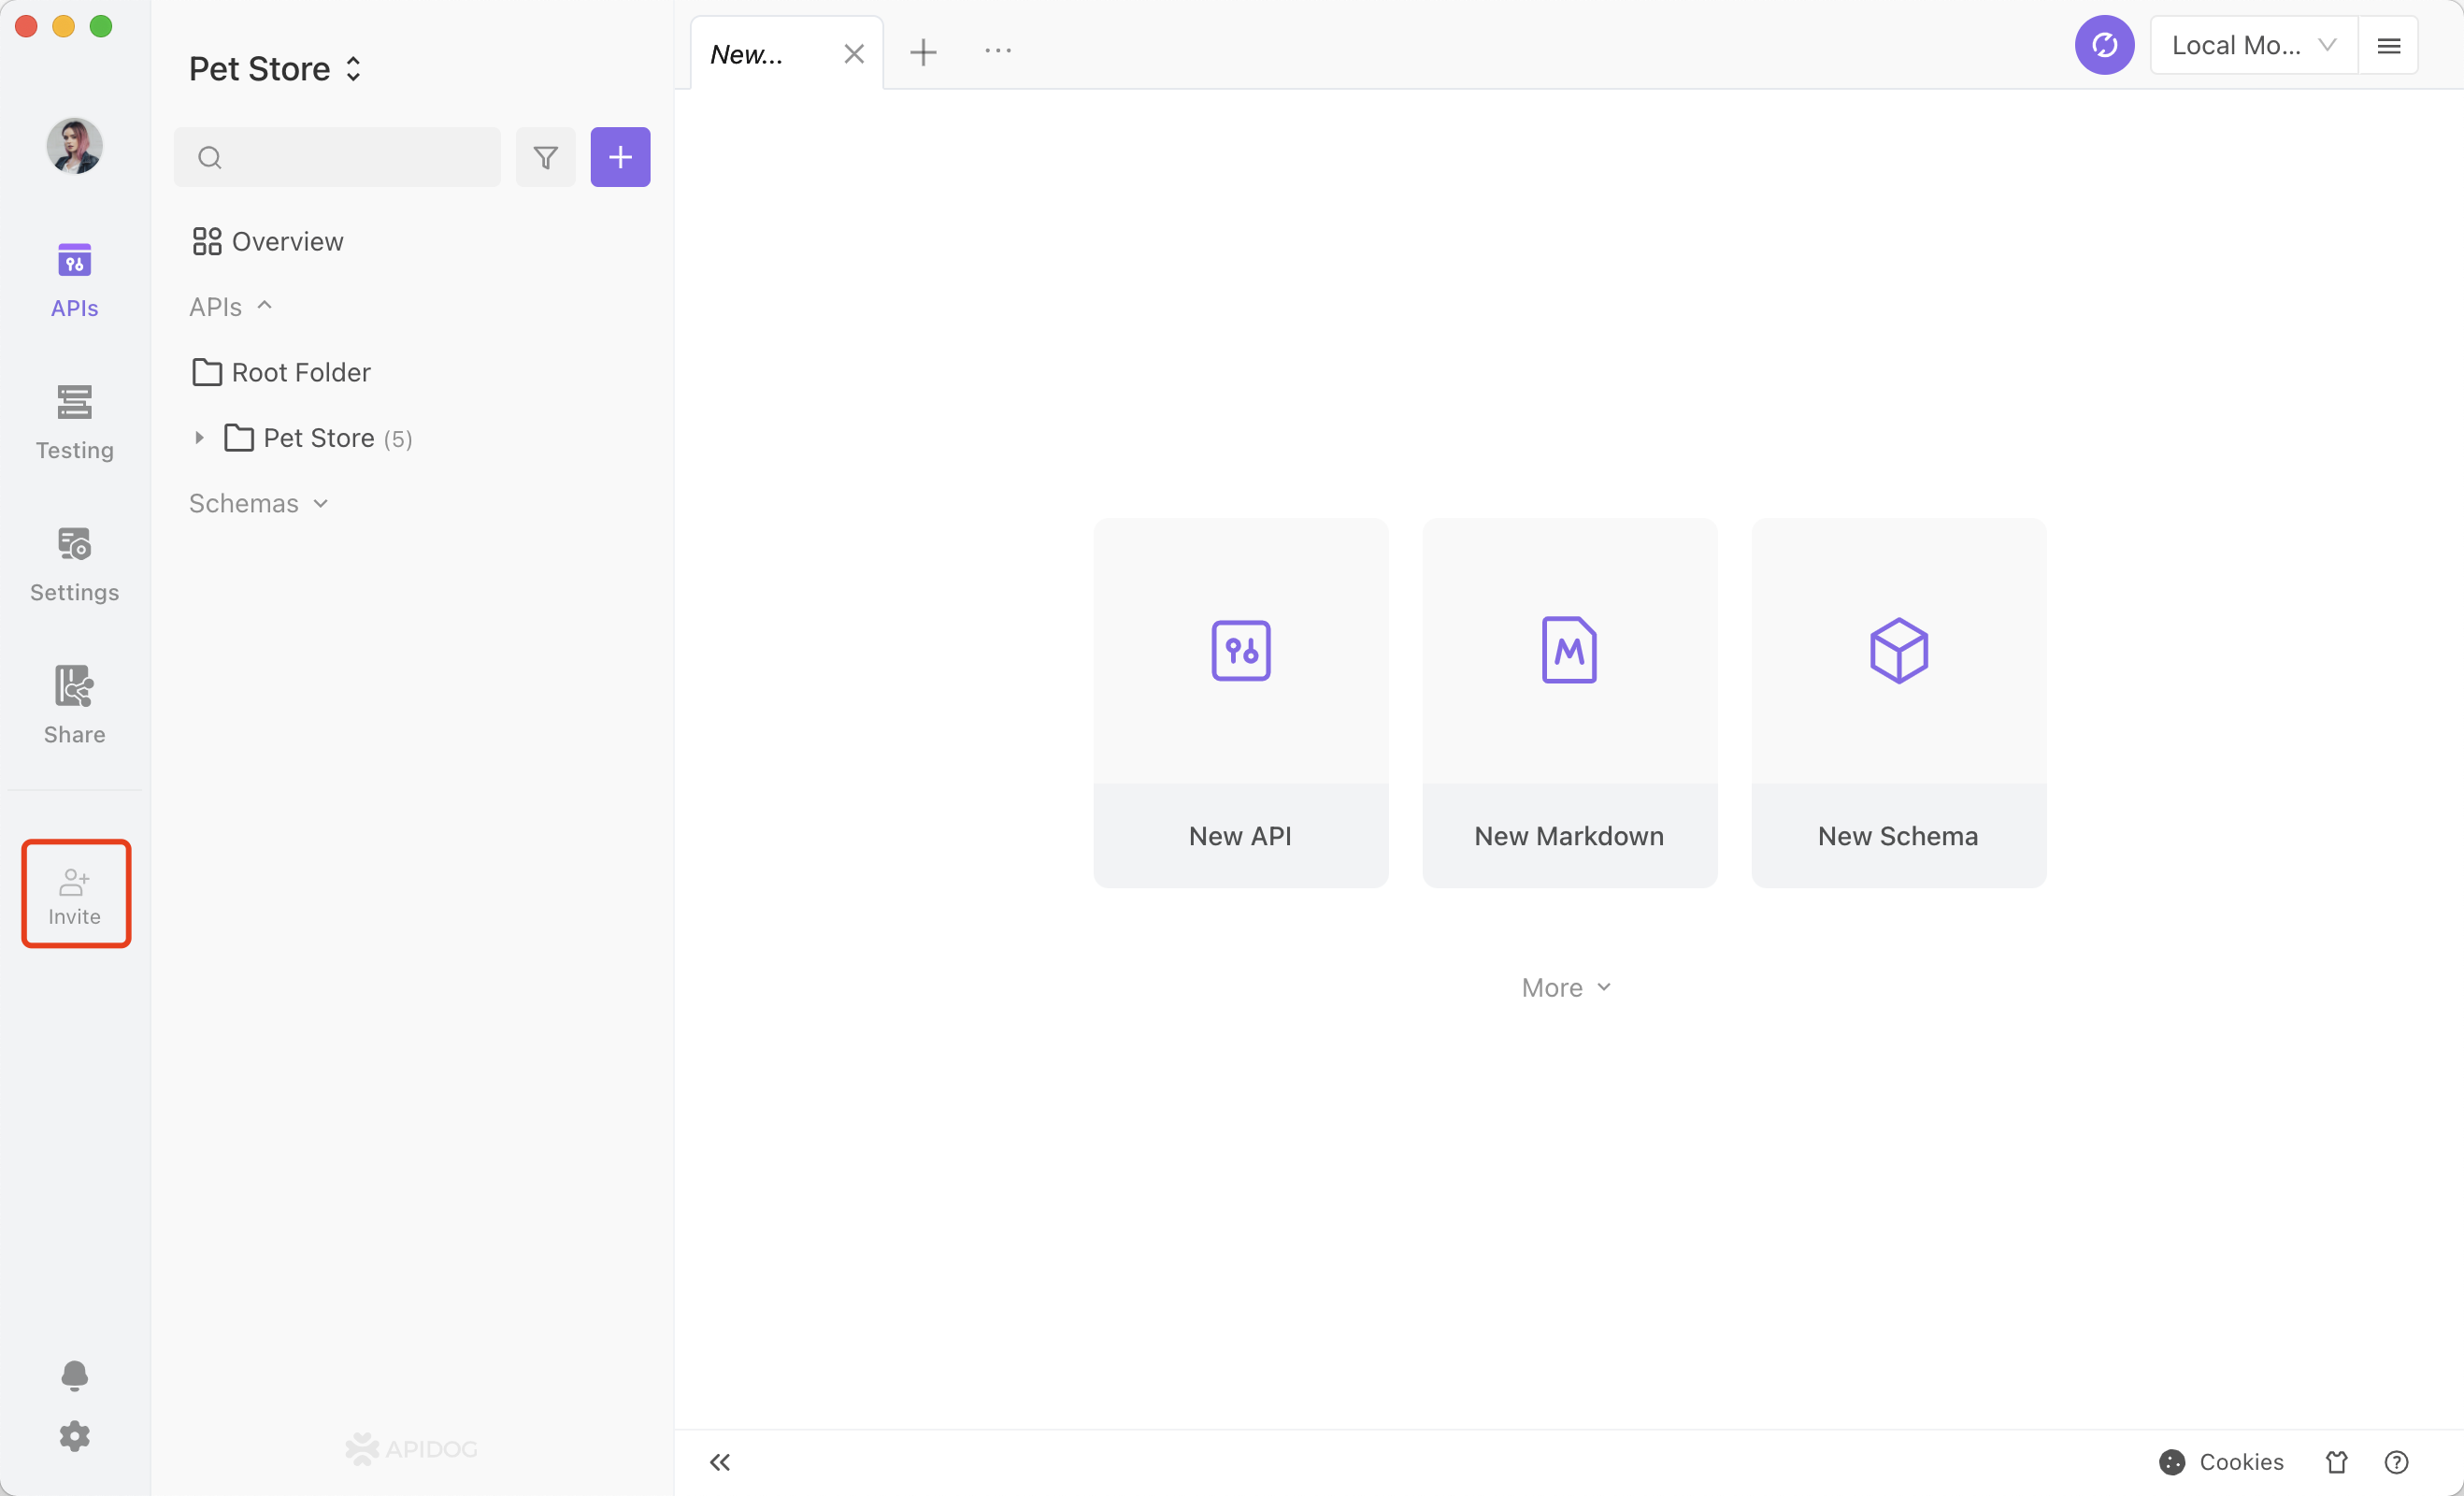 Pet Store
New...
Local Mo...
Overview
APIs
APIs
Root Folder
Testing
Pet Store (5)
Schemas
Settings
Share
New API
New Markdown
New Schema
Invite
More
APIDOG
Cookies